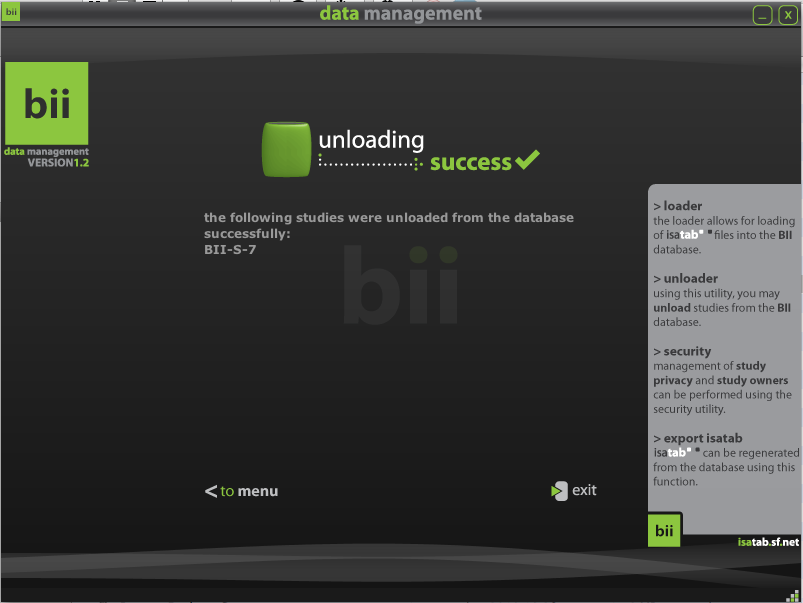 bii
data management
X
bii
data management
VERSION1.2
unloading
success
the following studies were unloaded from the database
successfully:
BII-S-7
bii
> loader
the loader allows for loading
of isatab files into the BII
database.
> unloader
using this utility, you may
unload studies from the BII
database.
> security
management of study
privacy and study owners
can be performed using the
security utility.
> export isatab
isatab can be regenerated
from the database using this
function.
< to menu
exit
bii
isatab.sf.net